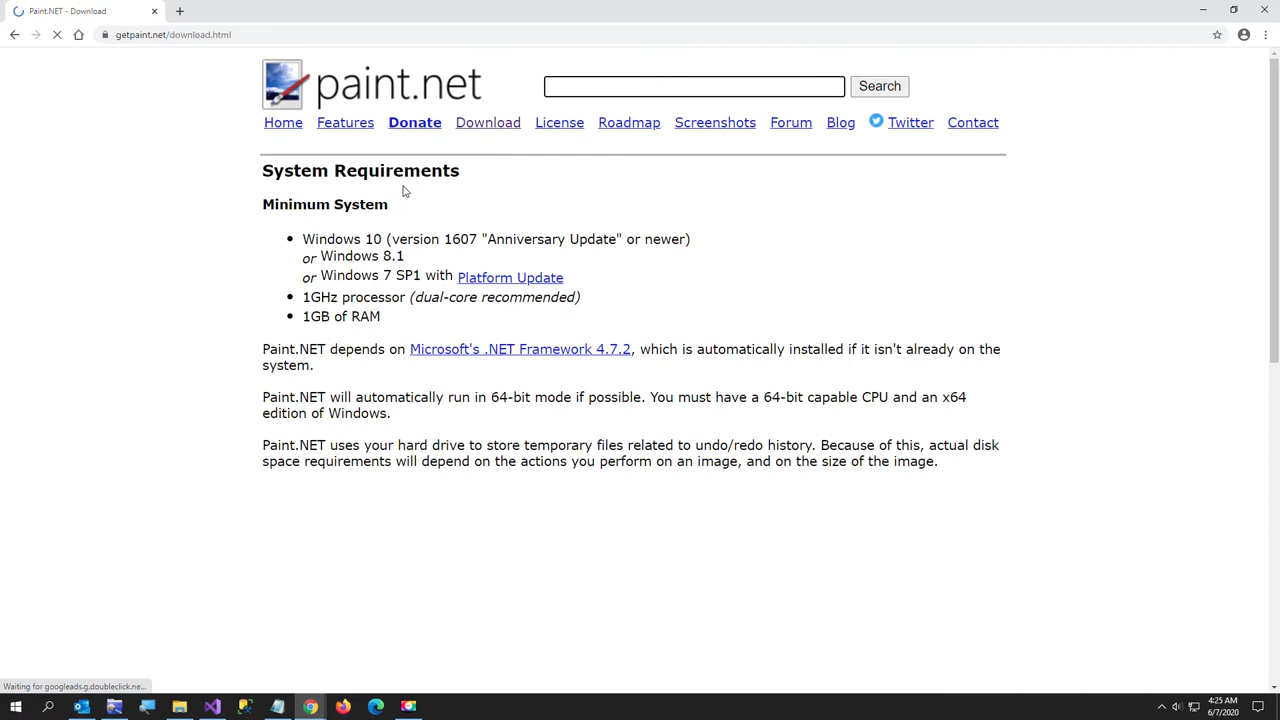 Paint.NET - Download
getpaint.net/download.html
paint.net
Search
Home Features Donate Download License Roadmap Screenshots Forum Blog Twitter Contact
System Requirements
Minimum System
Windows 10 (version 1607 "Anniversary Update" or newer)
or Windows 8.1
or Windows 7 SP1 with Platform Update
1GHz processor (dual-core recommended)
1GB of RAM
Paint.NET depends on Microsoft's .NET Framework 4.7.2, which is automatically installed if it isn't already on the
system.
Paint.NET will automatically run in 64-bit mode if possible. You must have a 64-bit capable CPU and an x64
edition of Windows.
Paint.NET uses your hard drive to store temporary files related to undo/redo history. Because of this, actual disk
space requirements will depend on the actions you perform on an image, and on the size of the image.
Waiting for googleads.g.doubleclick.ne...
4:25 AM
6/7/2020